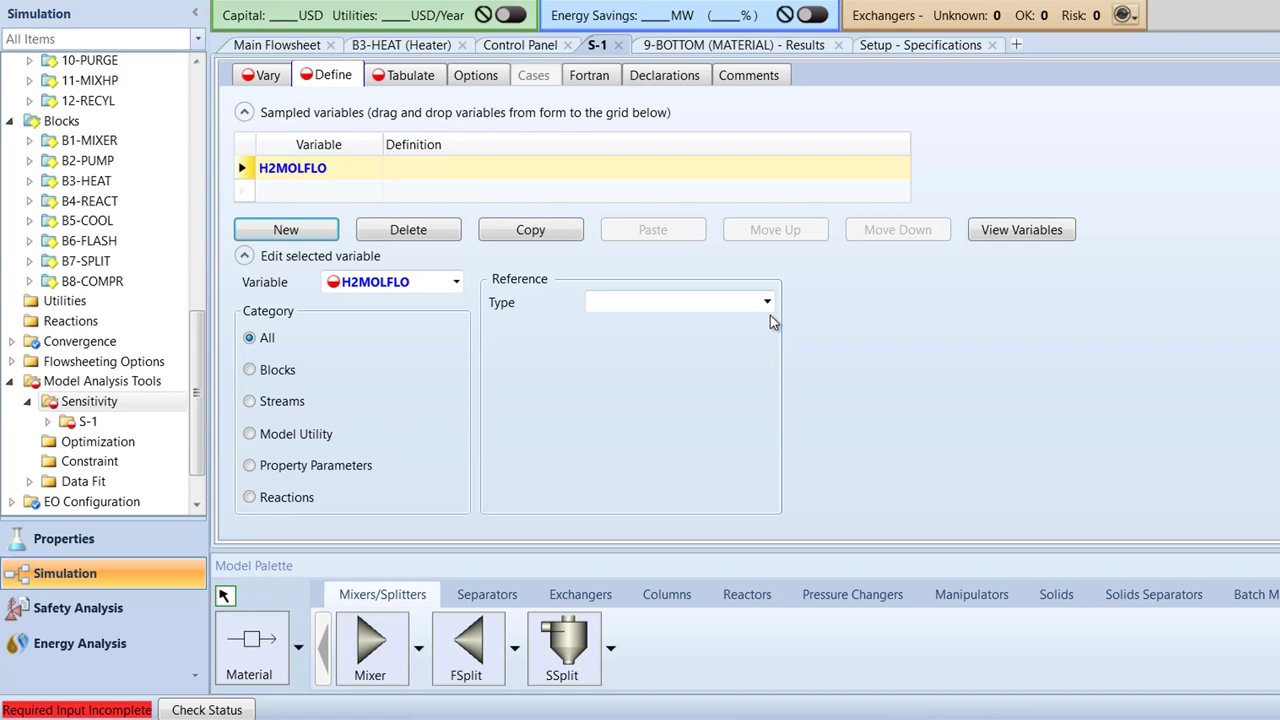 Simulation
Capital: ____USD Utilities: ____USD/Year
Energy Savings: ____MW (____%)
Exchangers - Unknown: 0 OK: 0 Risk: 0
All Items
Main Flowsheet
B3-HEAT (Heater)
Control Panel
S-1
9-BOTTOM (MATERIAL) - Results
Setup - Specifications
10-PURGE
11-MIXHP
12-RECYL
Blocks
B1-MIXER
B2-PUMP
B3-HEAT
B4-REACT
B5-COOL
B6-FLASH
B7-SPLIT
B8-COMPR
Utilities
Reactions
Convergence
Flowsheeting Options
Model Analysis Tools
Sensitivity
S-1
Optimization
Constraint
Data Fit
EO Configuration
Properties
Simulation
Safety Analysis
Energy Analysis
Vary
Define
Tabulate
Options
Cases
Fortran
Declarations
Comments
Sampled variables (drag and drop variables from form to the grid below)
Variable Definition
H2MOLFLO
New Delete Copy Paste Move Up Move Down View Variables
Edit selected variable
Variable H2MOLFLO
Category
All
Blocks
Streams
Model Utility
Property Parameters
Reactions
Reference
Type
Model Palette
Mixers/Splitters Separators Exchangers Columns Reactors Pressure Changers Manipulators Solids Solids Separators Batch M
Material
Mixer
FSplit
SSplit
Required Input Incomplete
Check Status